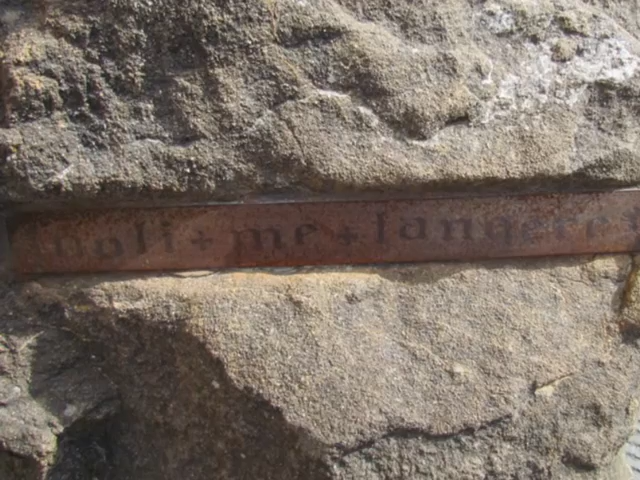 noli + me + tangere +